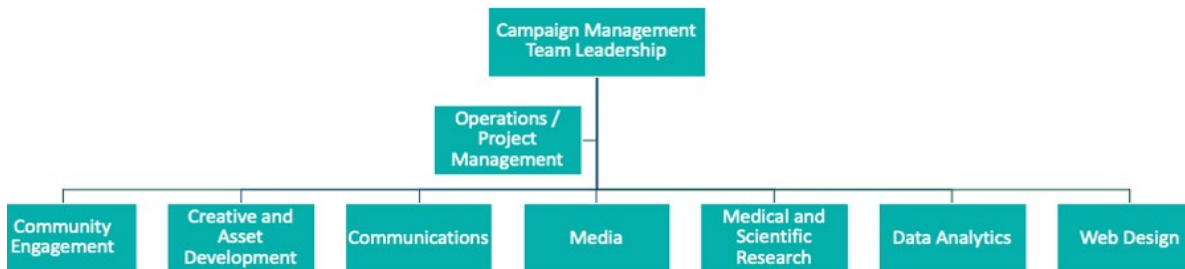 Campaign Management
Team Leadership
Operations /
Project
Management
Community
Engagement
Creative and
Asset
Development
Communications
Media
Medical and
Scientific
Research
Data Analytics
Web Design